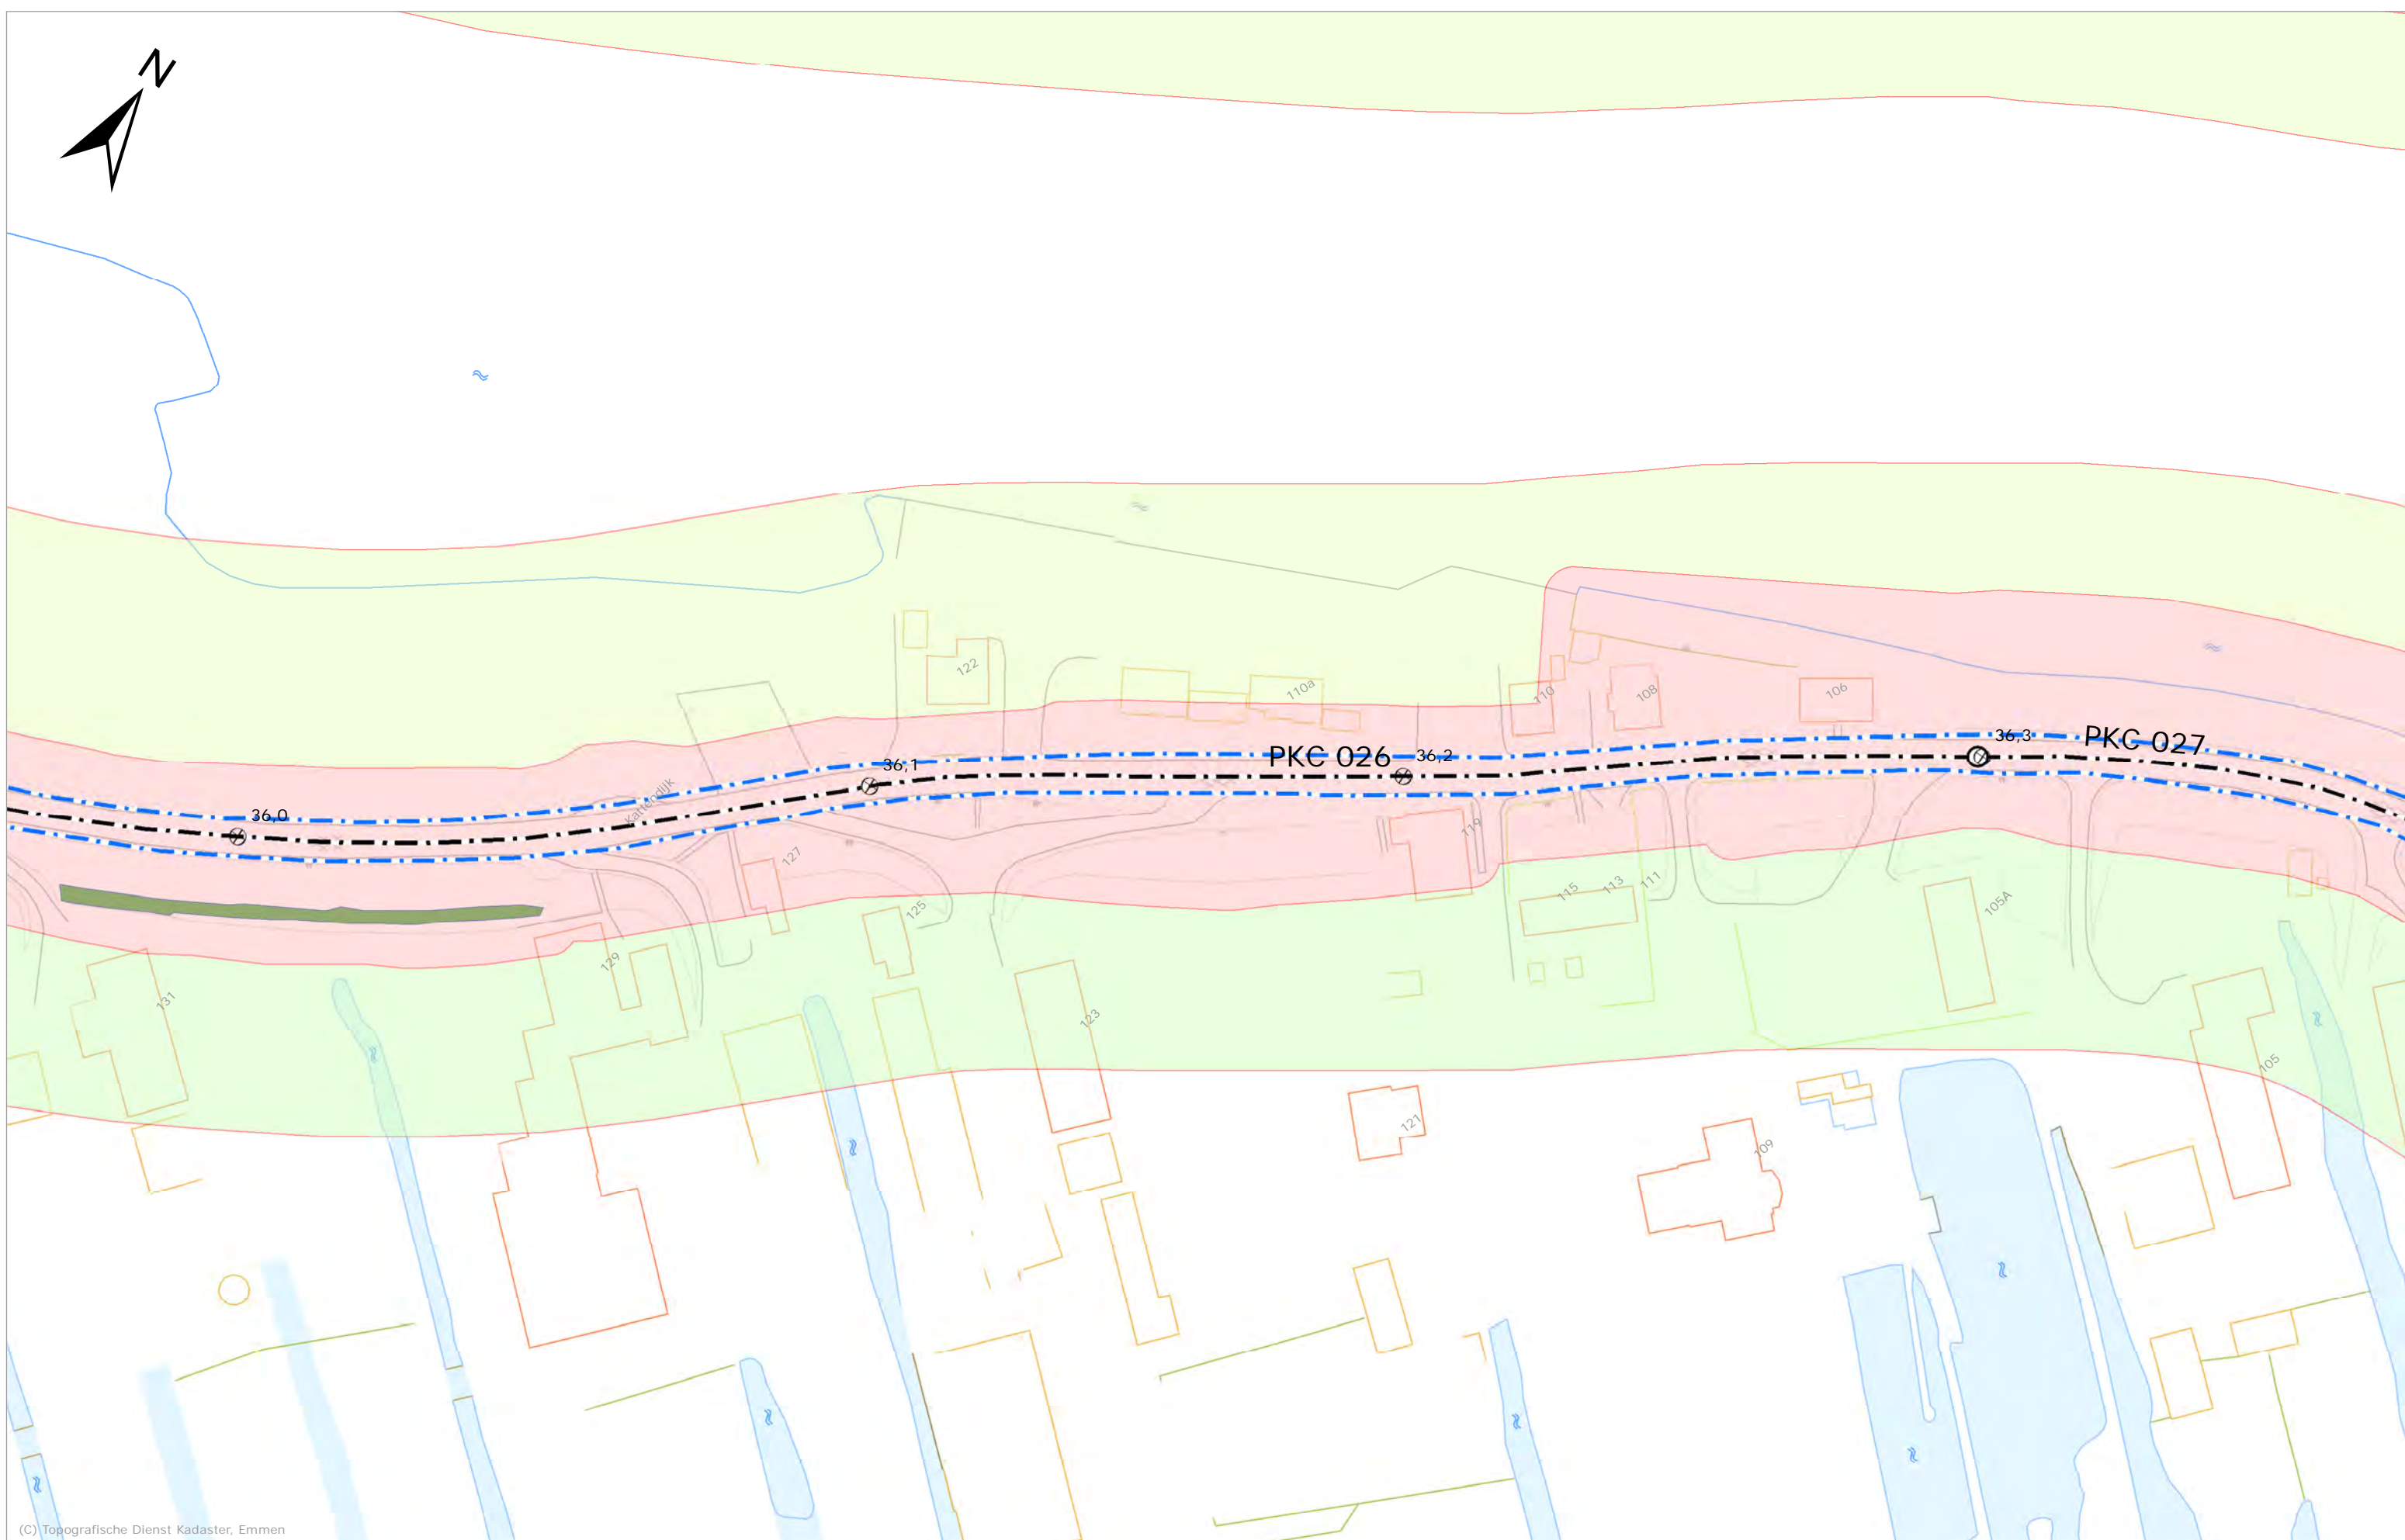 N
122
110a
110
108
106
36,3
PKC 027
PKC 026
36,2
36,1
Kattendijk
36,0
127
119
125
115
113
111
105A
129
131
123
121
109
105
(C) Topografische Dienst Kadaster, Emmen